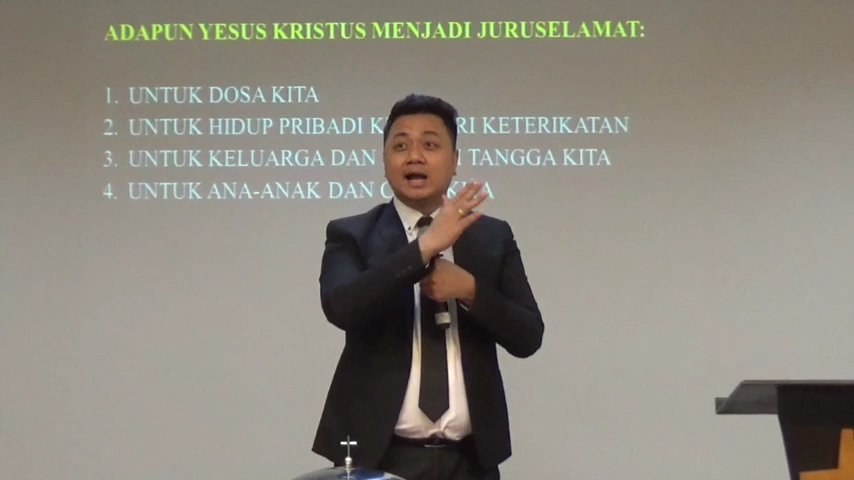 ADAPUN YESUS KRISTUS MENJADI JURUSELAMAT:
1. UNTUK DOSA KITA
2. UNTUK HIDUP PRIBADI KETERIKATAN
3. UNTUK KELUARGA DAN TANGGA KITA
4. UNTUK ANA-ANAK DAN